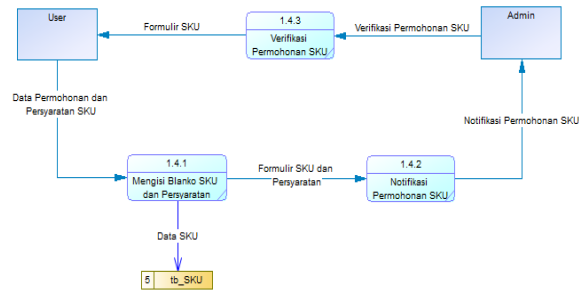 User
Formulir SKU
1.4.3
Verifikasi
Permohonan SKU
Verifikasi Permohonan SKU
Admin
Data Permohonan dan
Persyaratan SKU
Notifikasi Permohonan SKU
1.4.1
Mengisi Blanko SKU
dan Persyaratan
Formulir SKU dan
Persyaratan
1.4.2
Notifikasi
Permohonan SKU
Data SKU
5 tb_SKU